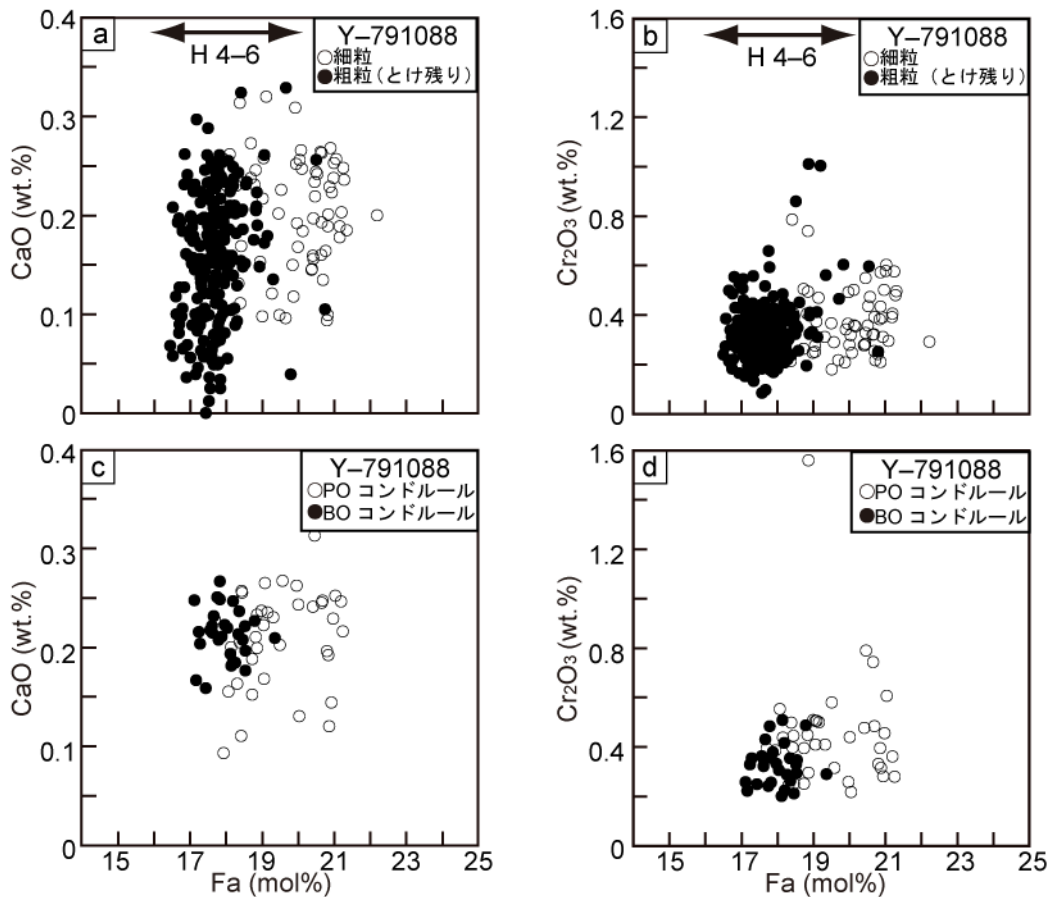 a
H 4–6
Y–791088
○細粒
●粗粒(とけ残り)
CaO (wt.%)
0.4
0.3
0.2
0.1
0
b
H 4–6
Y–791088
○細粒
●粗粒 (とけ残り)
Cr₂O₃ (wt.%)
1.6
1.2
0.8
0.4
0
c
Y–791088
○PO コンドルール
●BO コンドルール
CaO (wt.%)
0.4
0.3
0.2
0.1
0
15 17 19 21 23 25
Fa (mol%)
d
Y–791088
○PO コンドルール
●BO コンドルール
Cr₂O₃ (wt.%)
1.6
1.2
0.8
0.4
0
15 17 19 21 23 25
Fa (mol%)